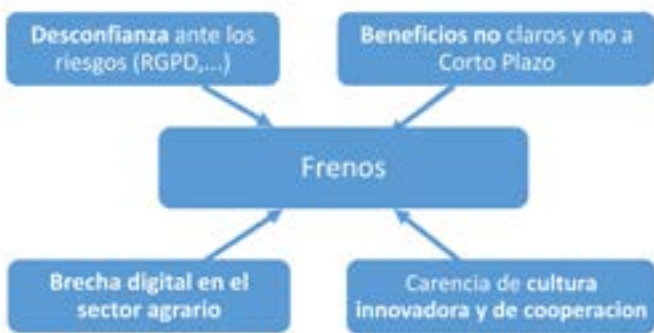 Desconfianza ante los
riesgos (RGPD,...)
Beneficios no claros y no a
Corto Plazo
Frenos
Brecha digital en el
sector agrario
Carencia de cultura
innovadora y de cooperacion